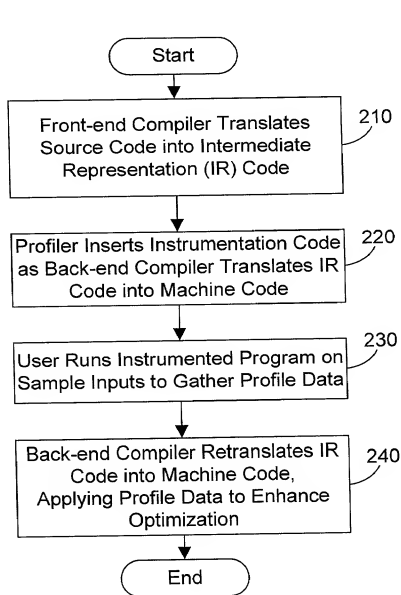 Start
Front-end Compiler Translates
Source Code into Intermediate
Representation (IR) Code
210
Profiler Inserts Instrumentation Code
as Back-end Compiler Translates IR
Code into Machine Code
220
User Runs Instrumented Program on
Sample Inputs to Gather Profile Data
230
Back-end Compiler Retranslates IR
Code into Machine Code,
Applying Profile Data to Enhance
Optimization
240
End